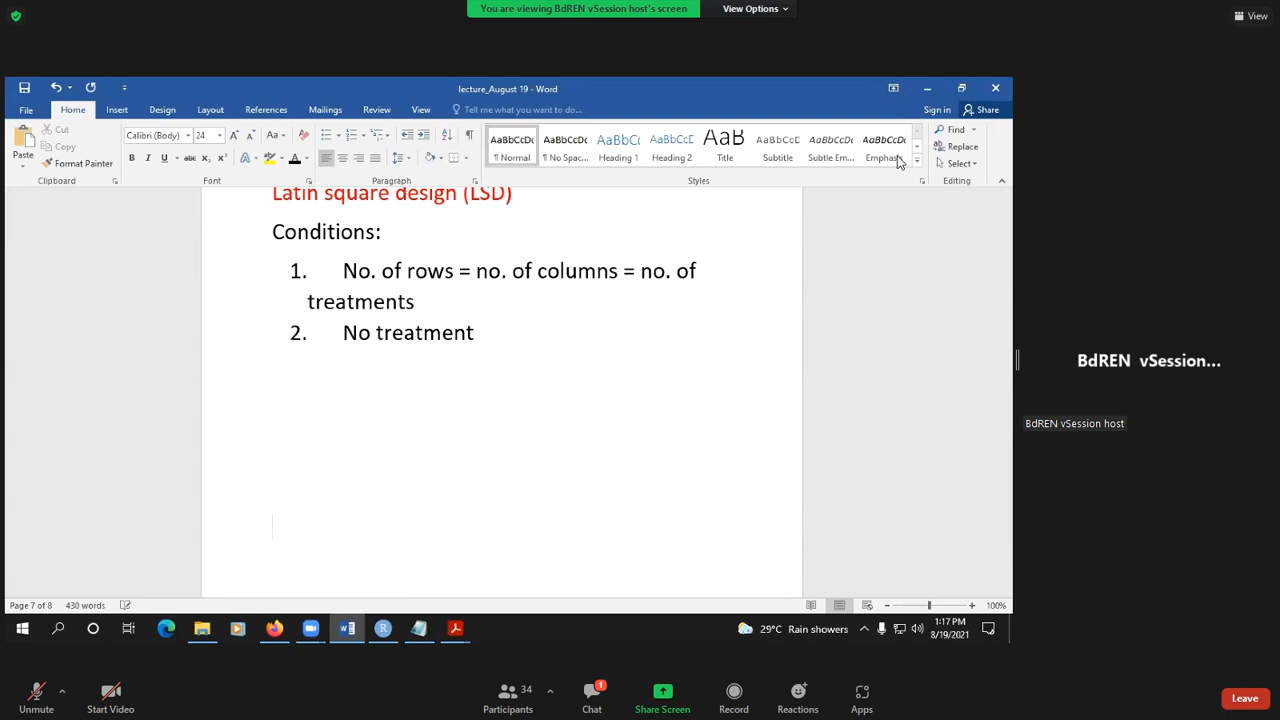 You are viewing BdREN vSession host's screen
View Options
View
lecture_August 19 - Word
File
Home
Insert
Design
Layout
References
Mailings
Review
View
Tell me what you want to do...
Sign in
Share
Paste
Cut
Copy
Format Painter
Clipboard
Calibri (Body)
24
Font
Paragraph
AaBbCcDc
¶ Normal
AaBbCcDc
¶ No Spac...
AaBbCc
Heading 1
AaBbCcE
Heading 2
AaB
Title
AaBbCcD
Subtitle
AaBbCcDc
Subtle Em...
AaBbCcDc
Emphasis
Styles
Find
Replace
Select
Editing
Latin square design (LSD)
Conditions:
1. No. of rows = no. of columns = no. of
treatments
2. No treatment
BdREN vSession...
BdREN vSession host
Page 7 of 8
430 words
100%
29°C Rain showers
1:17 PM
8/19/2021
Unmute
Start Video
34
Participants
1
Chat
Share Screen
Record
Reactions
Apps
Leave